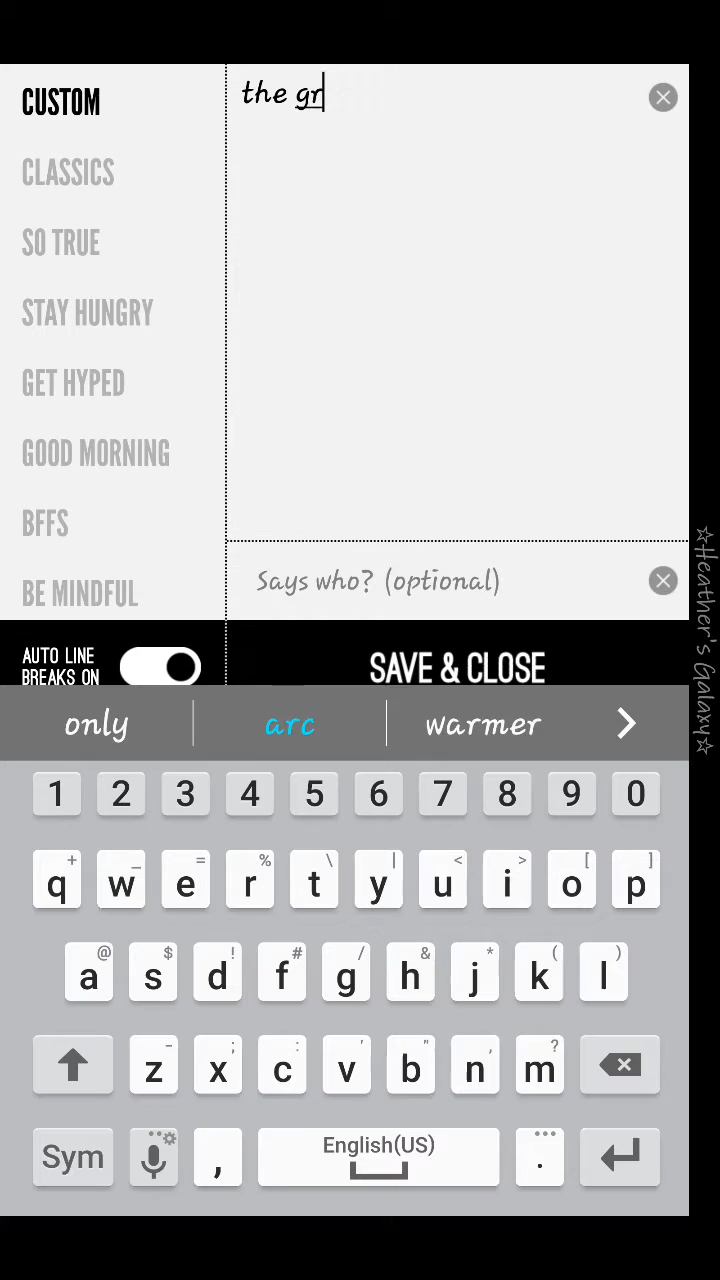 CUSTOM
the gr
CLASSICS
SO TRUE
STAY HUNGRY
GET HYPED
GOOD MORNING
BFFS
BE MINDFUL
Says who? (optional)
AUTO LINE
BREAKS ON
SAVE & CLOSE
only arc warmer
1 2 3 4 5 6 7 8 9 0
+ _ = % \ | < > [ ]
q w e r t y u i o p
@ $ ! # / & * ( )
a s d f g h j k l
- ; : ' " , ?
z x c v b n m
Sym , English(US) .
☆Heather's Galaxy☆